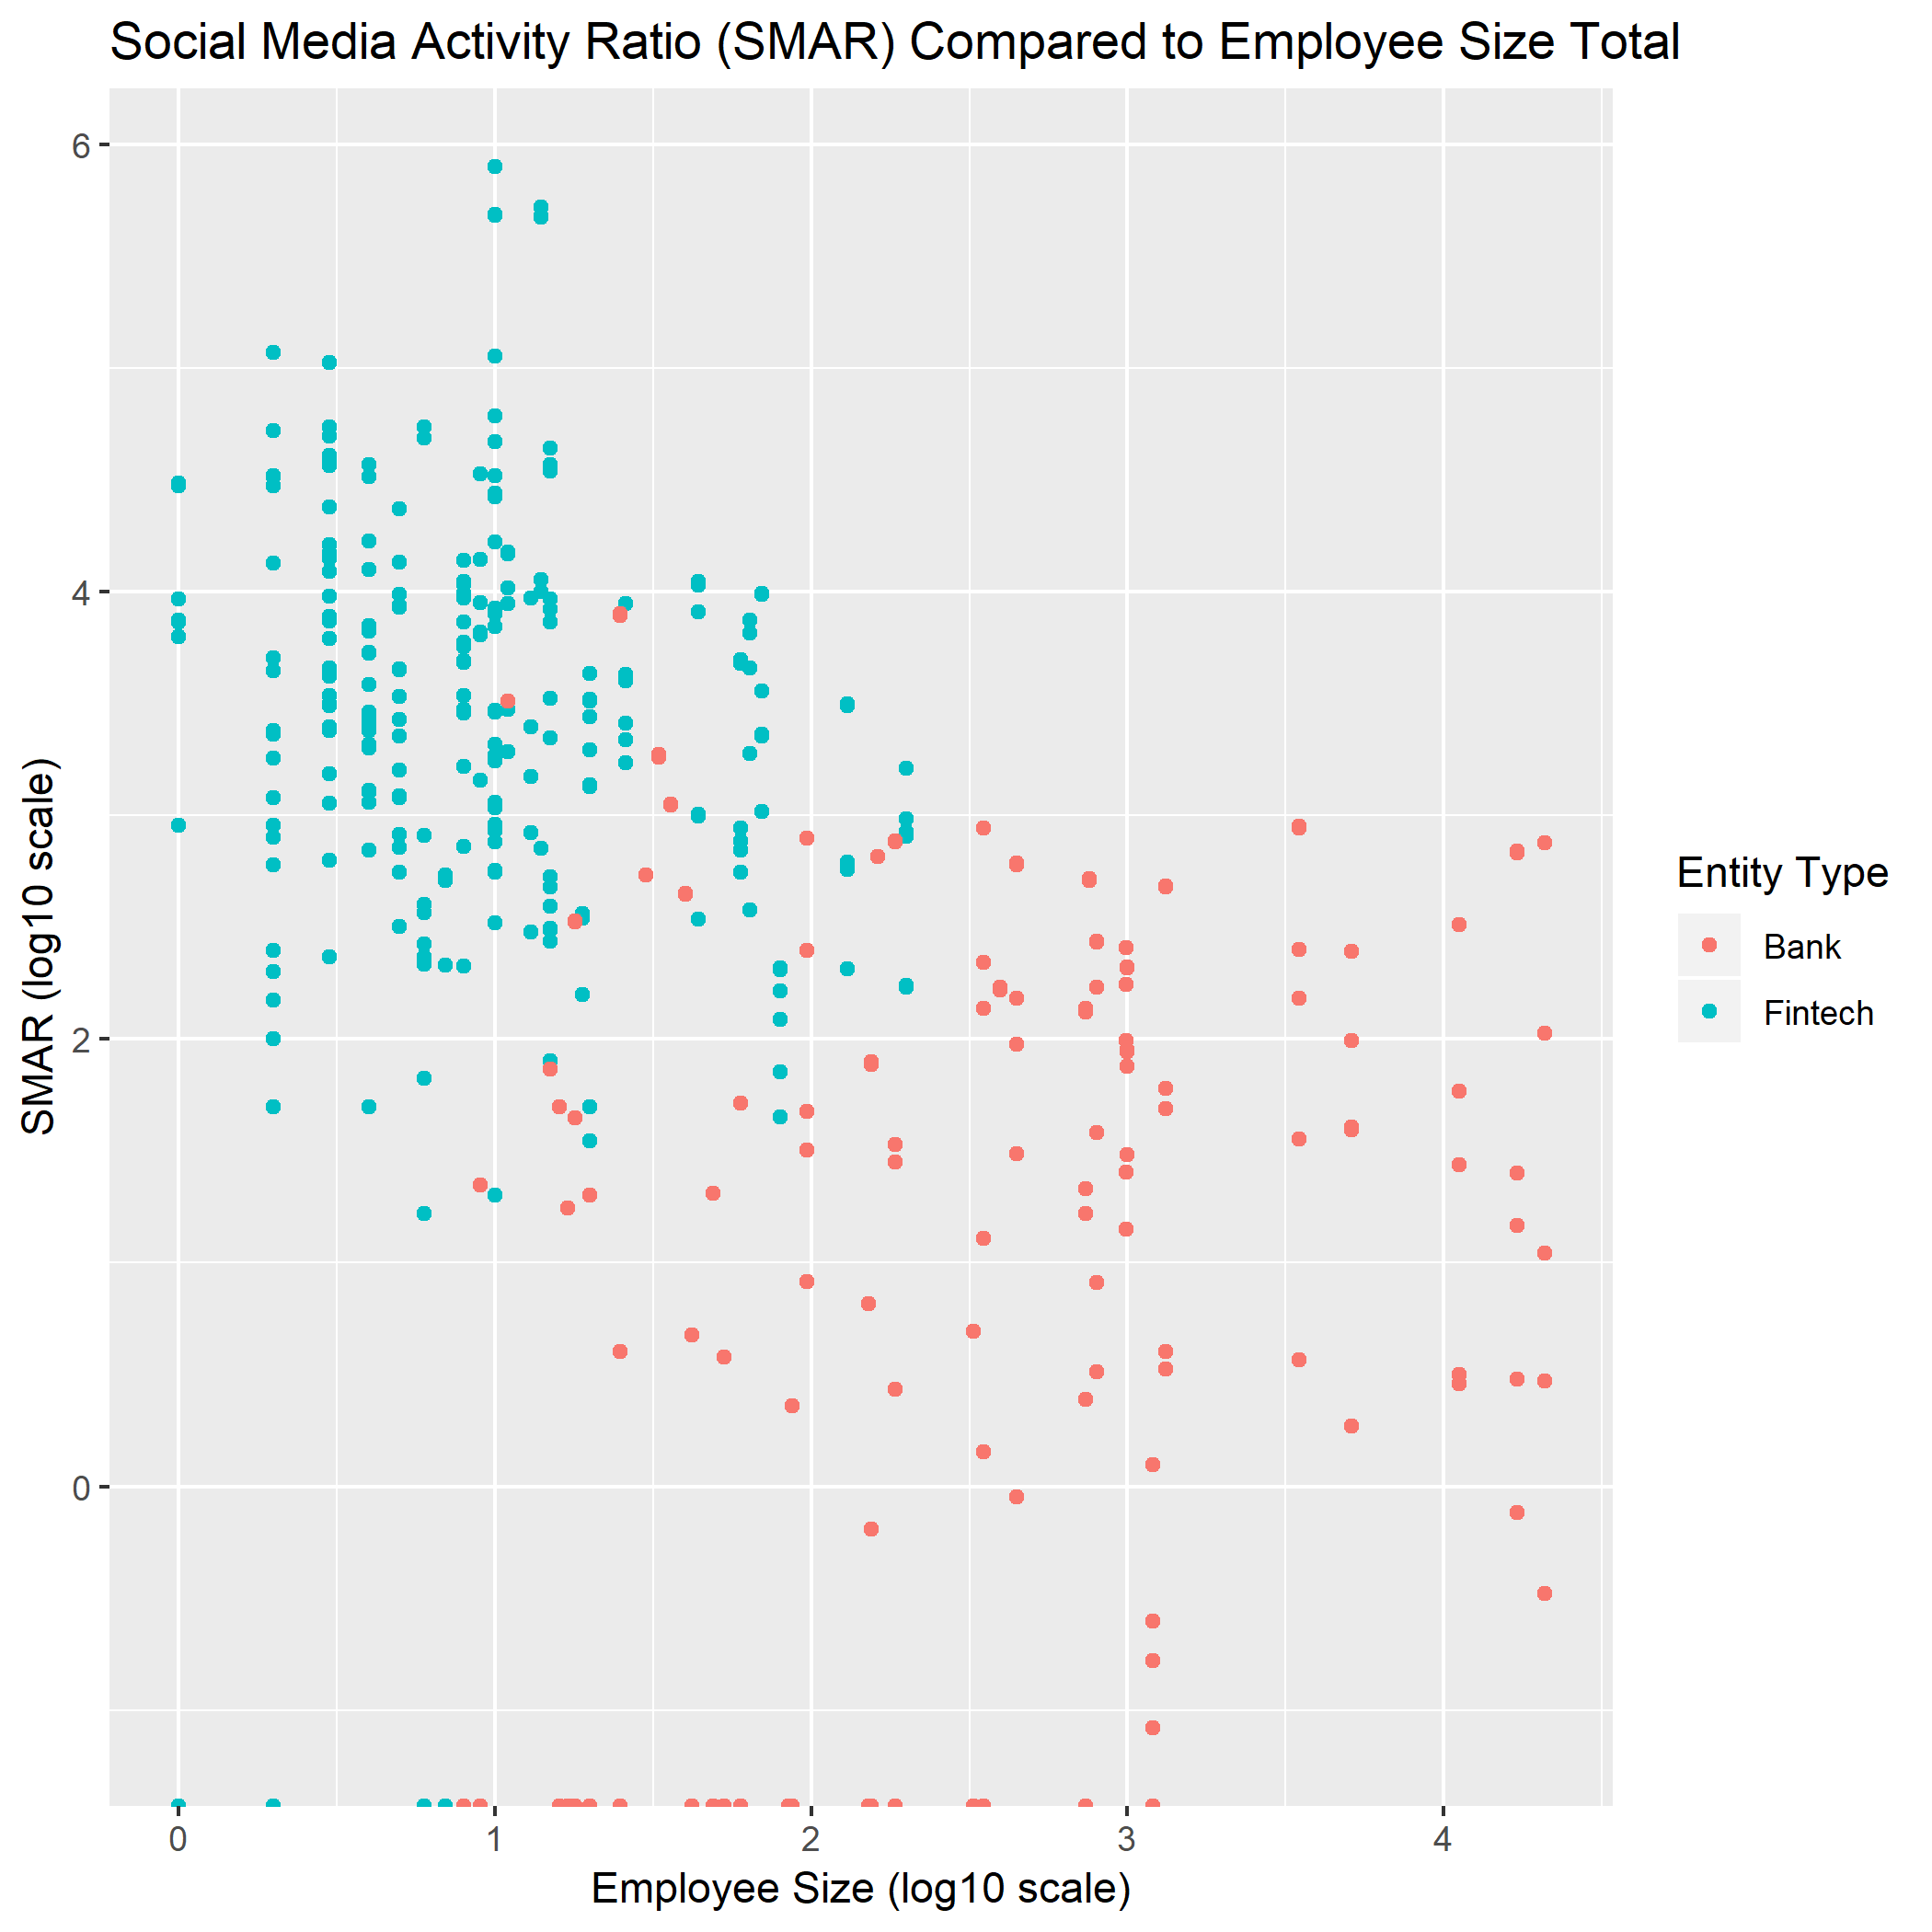 Social Media Activity Ratio (SMAR) Compared to Employee Size Total
6
4
2
0
SMAR (log10 scale)
0 1 2 3 4
Employee Size (log10 scale)
Entity Type
Bank
Fintech